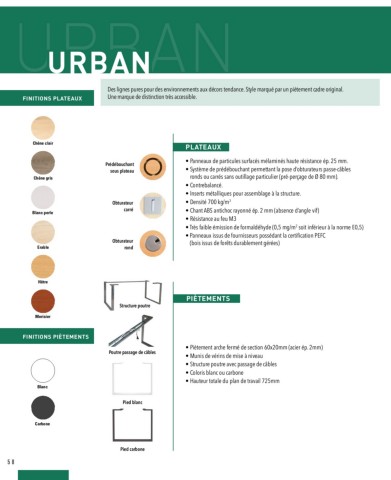 URBAN
URBAN
Des lignes pures pour des environnements aux décors tendance. Style marqué par un piètement cadre original.
Une marque de distinction très accessible.
FINITIONS PLATEAUX
Chêne clair
Chêne gris
Blanc perle
Erable
Hêtre
Merisier
FINITIONS PIÈTEMENTS
Blanc
Carbone
Prédébouchant
sous plateau
Obturateur
carré
Obturateur
rond
Structure poutre
Poutre passage de câbles
Pied blanc
Pied carbone
PLATEAUX
• Panneaux de particules surfacés mélaminés haute résistance ép. 25 mm.
• Système de prédébouchant permettant la pose d'obturateurs passe-câbles
ronds ou carrés sans outillage particulier (pré-perçage de Ø 80 mm).
• Contrebalancé.
• Inserts métalliques pour assemblage à la structure.
• Densité 700 kg/m³
• Chant ABS antichoc rayonné ép. 2 mm (absence d'angle vif)
• Résistance au feu M3
• Très faible émission de formaldéhyde (0,5 mg/m³ soit inférieur à la norme E0,5)
• Panneaux issus de fournisseurs possédant la certification PEFC
(bois issus de forêts durablement gérées)
PIÈTEMENTS
• Piètement arche fermé de section 60x20mm (acier ép. 2mm)
• Munis de vérins de mise à niveau
• Structure poutre avec passage de câbles
• Coloris blanc ou carbone
• Hauteur totale du plan de travail 725mm
68